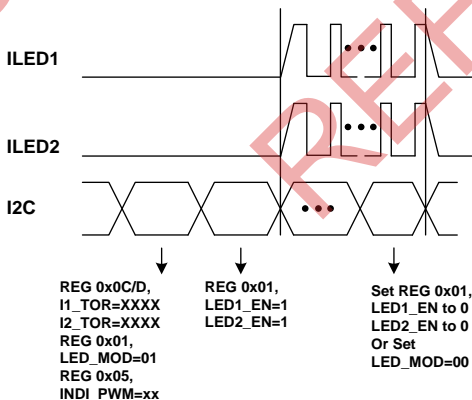 ILED1
ILED2
I2C
REG 0x0C/D,
I1_TOR=XXXX
I2_TOR=XXXX
REG 0x01,
LED_MOD=01
REG 0x05,
INDI_PWM=xx
REG 0x01,
LED1_EN=1
LED2_EN=1
Set REG 0x01,
LED1_EN to 0
LED2_EN to 0
Or Set
LED_MOD=00
REF